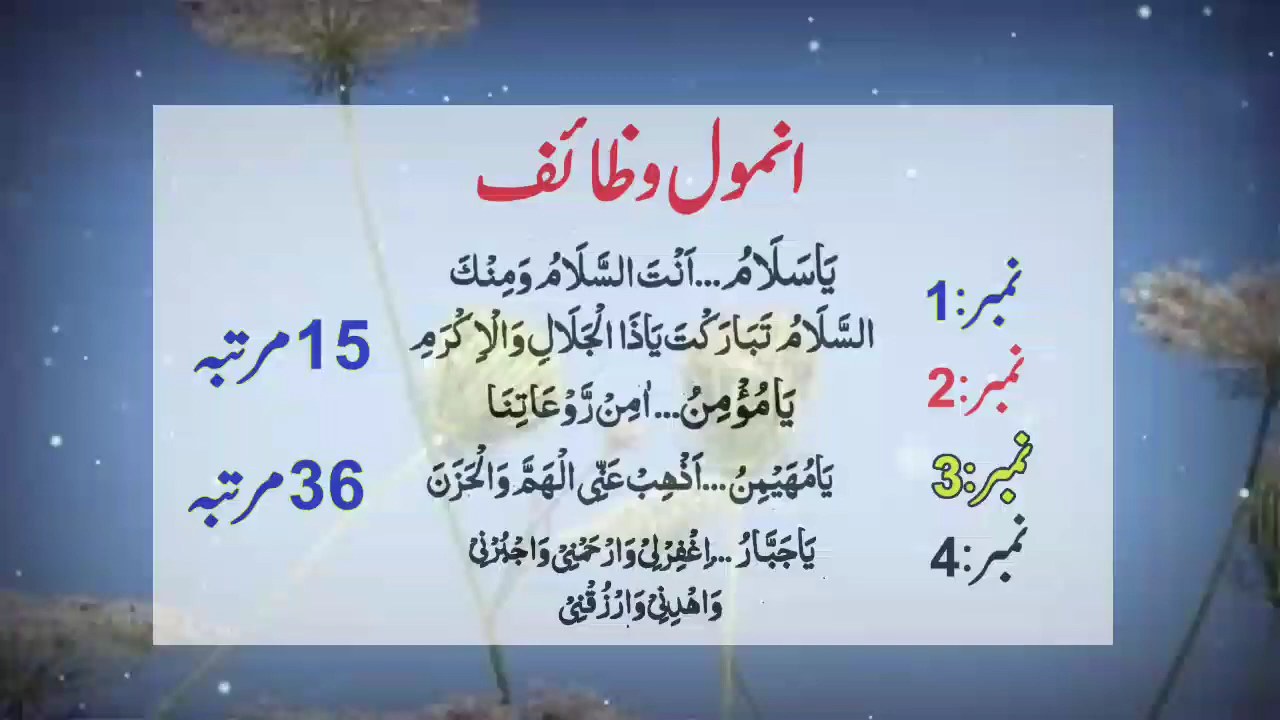 انمول وظائف
نمبر:1
يَاسَلَامُ...اَنْتَ السَّلَامُ وَمِنْكَ
السَّلَامُ تَبَارَكْتَ يَاذَا الْجَلَالِ وَالْاِكْرَمِ
15 مرتبہ
نمبر:2
يَامُؤْمِنُ...اٰمِنْ رَّوْعَاتِنَا
نمبر:3
يَامُهَيْمِنُ...اَذْهِبْ عَنِّى الْهَمَّ وَالْحَزَنَ
36 مرتبہ
نمبر:4
يَاجَبَّارُ...اِغْفِرْلِىْ وَارْحَمْنِىْ وَاجْبُرْنِىْ
وَاهْدِنِىْ وَارْزُقْنِىْ